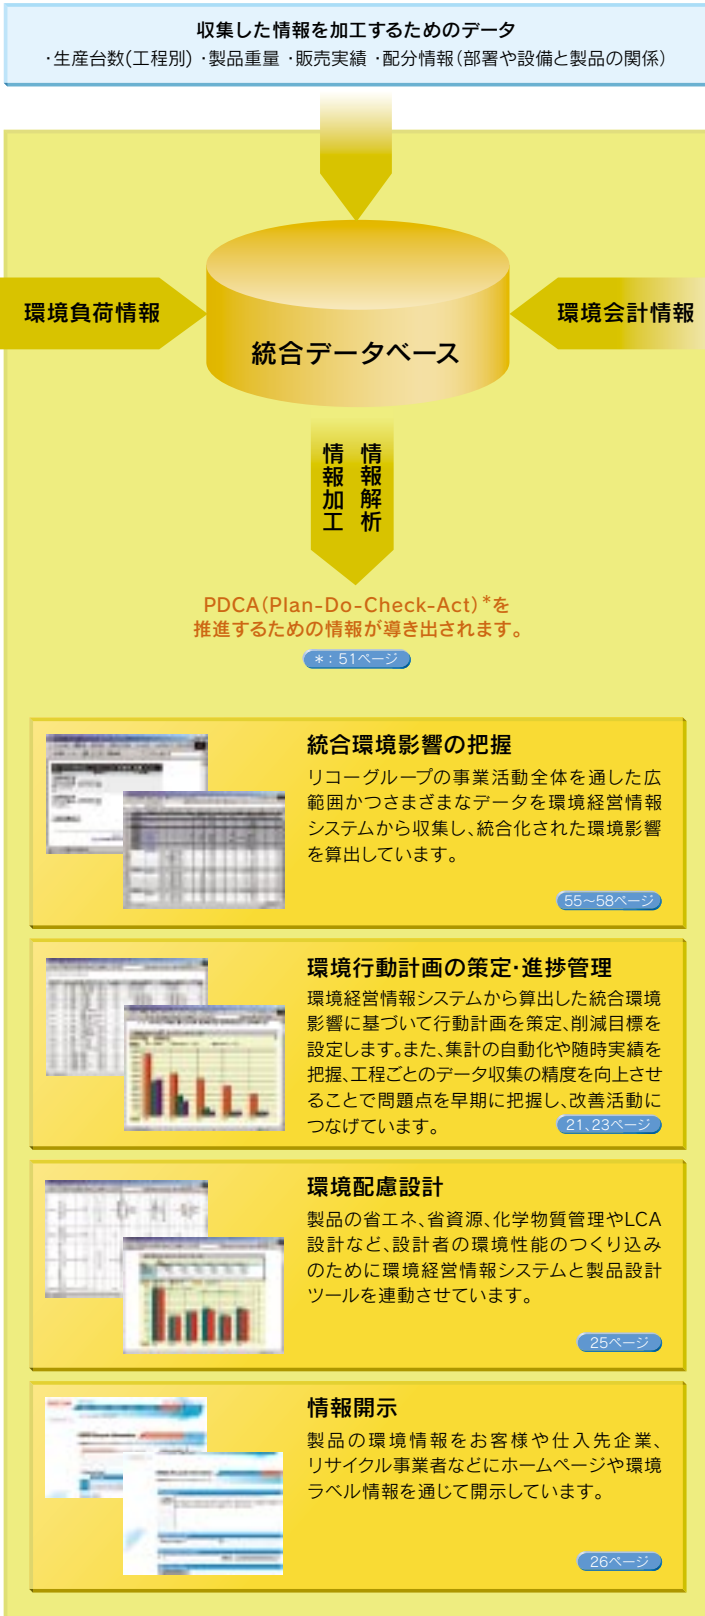 収集した情報を加工するためのデータ
・生産台数(工程別) ・製品重量 ・販売実績 ・配分情報(部署や設備と製品の関係)
環境負荷情報
統合データベース
環境会計情報
情報解析
情報加工
PDCA(Plan-Do-Check-Act)*を
推進するための情報が導き出されます。
*：51ページ
統合環境影響の把握
リコーグループの事業活動全体を通した広
範囲かつさまざまなデータを環境経営情報
システムから収集し、統合化された環境影響
を算出しています。
55〜58ページ
環境行動計画の策定・進捗管理
環境経営情報システムから算出した統合環境
影響に基づいて行動計画を策定、削減目標を
設定します。また、集計の自動化や随時実績を
把握、工程ごとのデータ収集の精度を向上させ
ることで問題点を早期に把握し、改善活動に
つなげています。
21、23ページ
環境配慮設計
製品の省エネ、省資源、化学物質管理やLCA
設計など、設計者の環境性能のつくり込み
のために環境経営情報システムと製品設計
ツールを連動させています。
25ページ
情報開示
製品の環境情報をお客様や仕入先企業、
リサイクル事業者などにホームページや環境
ラベル情報を通じて開示しています。
26ページ